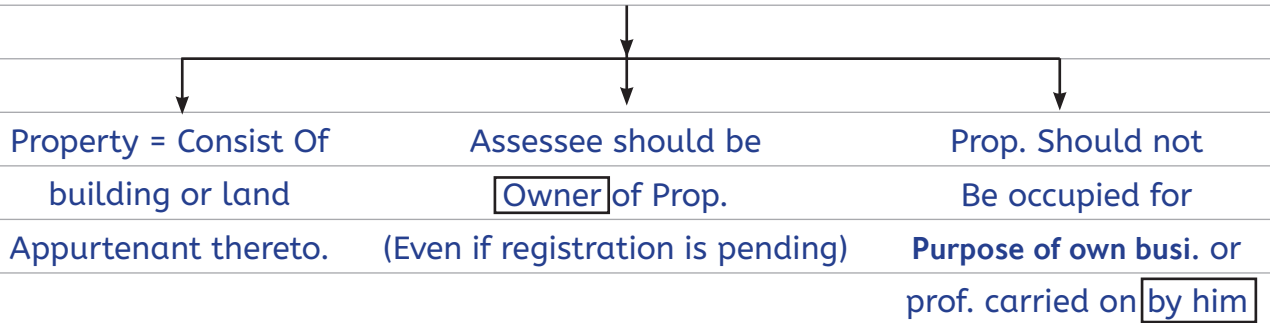 Property = Consist Of
building or land
Appurtenant thereto.
Assessee should be
Owner of Prop.
(Even if registration is pending)
Prop. Should not
Be occupied for
Purpose of own busi. or
prof. carried on by him